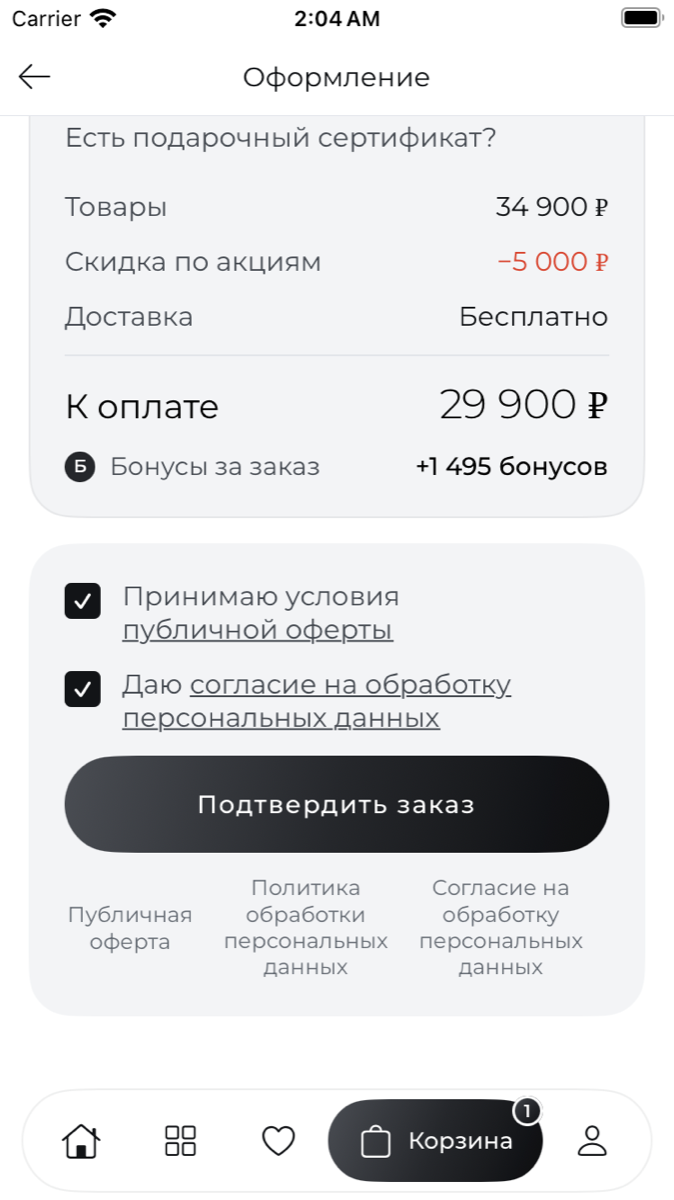 Carrier 2:04 AM
Оформление
Есть подарочный сертификат?
Товары 34 900 ₽
Скидка по акциям −5 000 ₽
Доставка Бесплатно
К оплате 29 900 ₽
Б Бонусы за заказ +1 495 бонусов
Принимаю условия
публичной оферты
Даю согласие на обработку
персональных данных
Подтвердить заказ
Публичная
оферта
Политика
обработки
персональных
данных
Согласие на
обработку
персональных
данных
Корзина 1